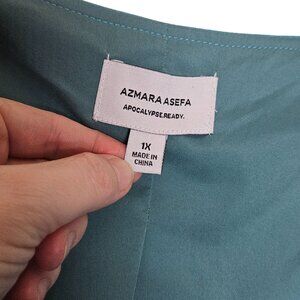 AZMARA ASEFA
APOCALYPSE.READY.
1X
MADE IN
CHINA